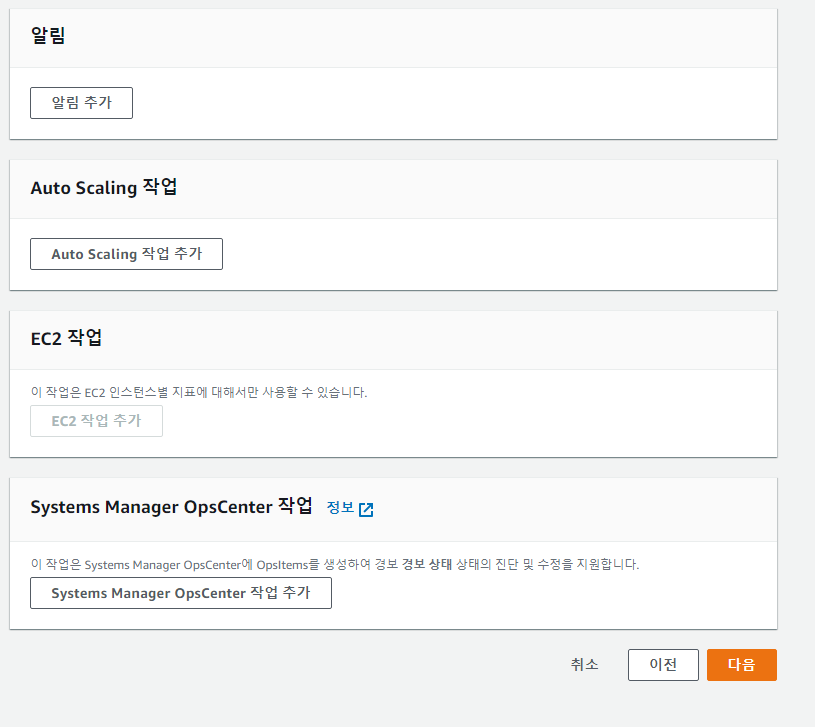 알림
알림 추가
Auto Scaling 작업
Auto Scaling 작업 추가
EC2 작업
이 작업은 EC2 인스턴스별 지표에 대해서만 사용할 수 있습니다.
EC2 작업 추가
Systems Manager OpsCenter 작업 정보
이 작업은 Systems Manager OpsCenter에 OpsItems를 생성하여 경보 경보 상태 상태의 진단 및 수정을 지원합니다.
Systems Manager OpsCenter 작업 추가
취소 이전 다음